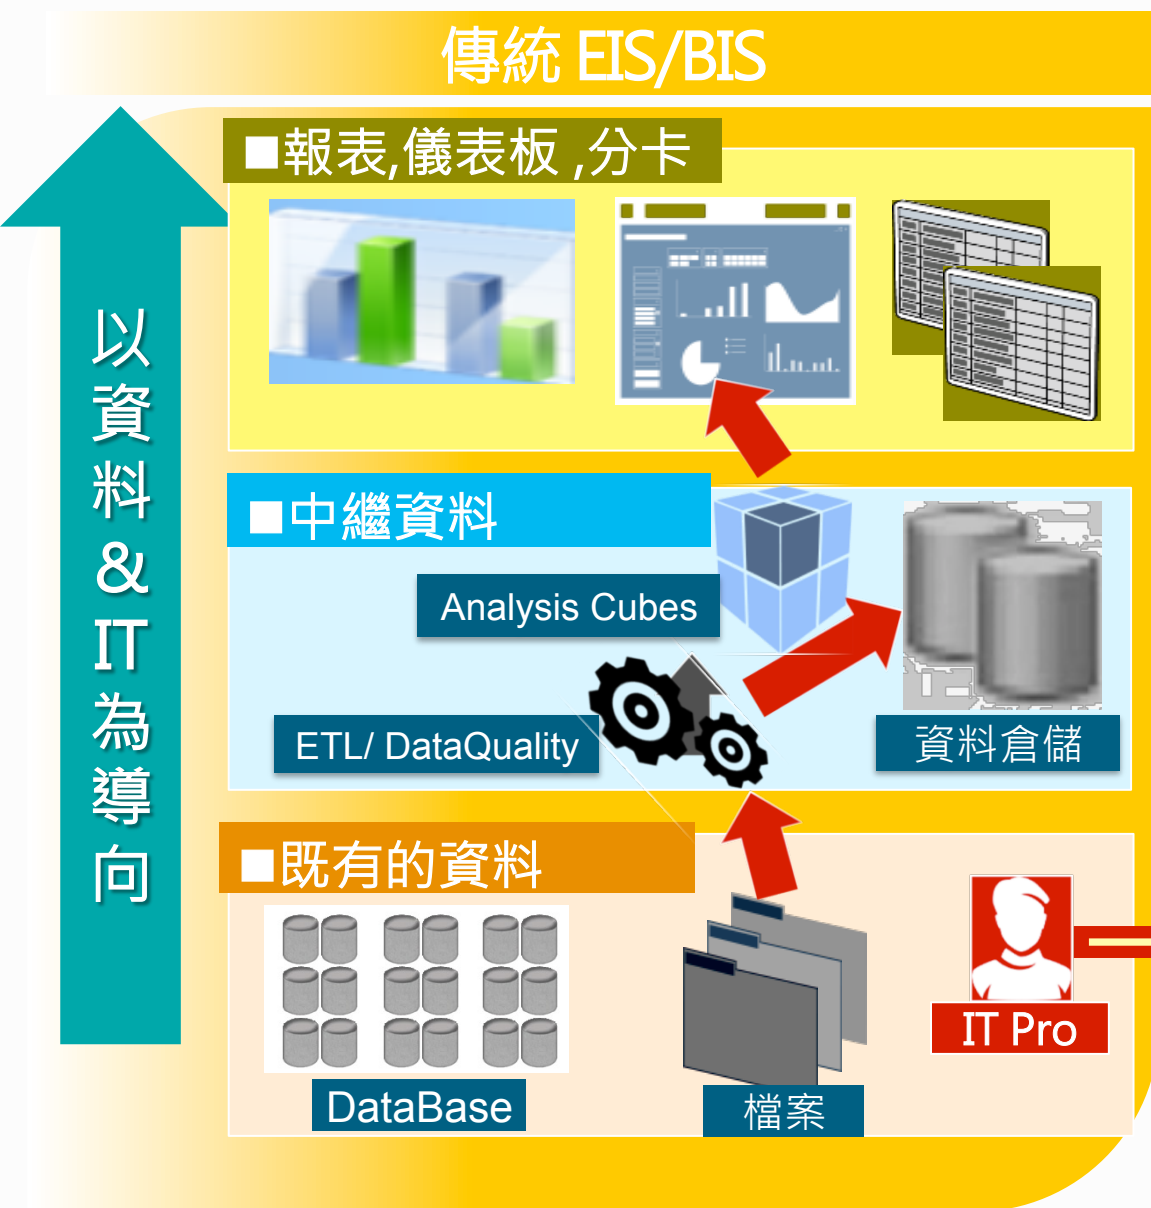 傳統 EIS/BIS
■報表,儀表板 ,分卡
以資料&IT為導向
■中繼資料
Analysis Cubes
ETL/ DataQuality
資料倉儲
■既有的資料
IT Pro
DataBase
檔案